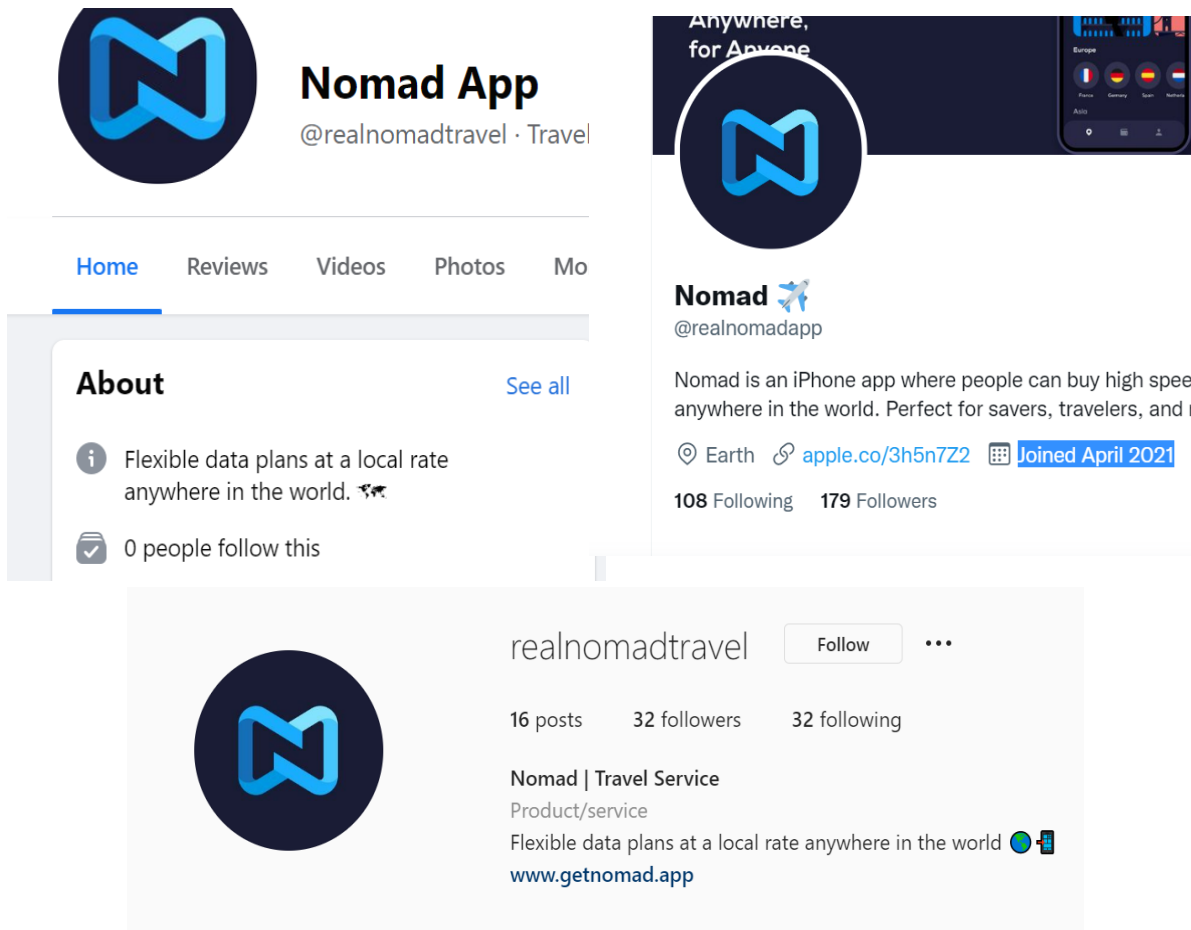 Nomad App
@realnomadtravel · Travel
Home Reviews Videos Photos Mo
About See all
Flexible data plans at a local rate
anywhere in the world.
0 people follow this
Anywhere,
for Anyone
Europe
France Germany Spain Netherla
Asia
Nomad
@realnomadapp
Nomad is an iPhone app where people can buy high spee
anywhere in the world. Perfect for savers, travelers, and
Earth apple.co/3h5n7Z2 Joined April 2021
108 Following 179 Followers
realnomadtravel Follow
16 posts 32 followers 32 following
Nomad | Travel Service
Product/service
Flexible data plans at a local rate anywhere in the world
www.getnomad.app